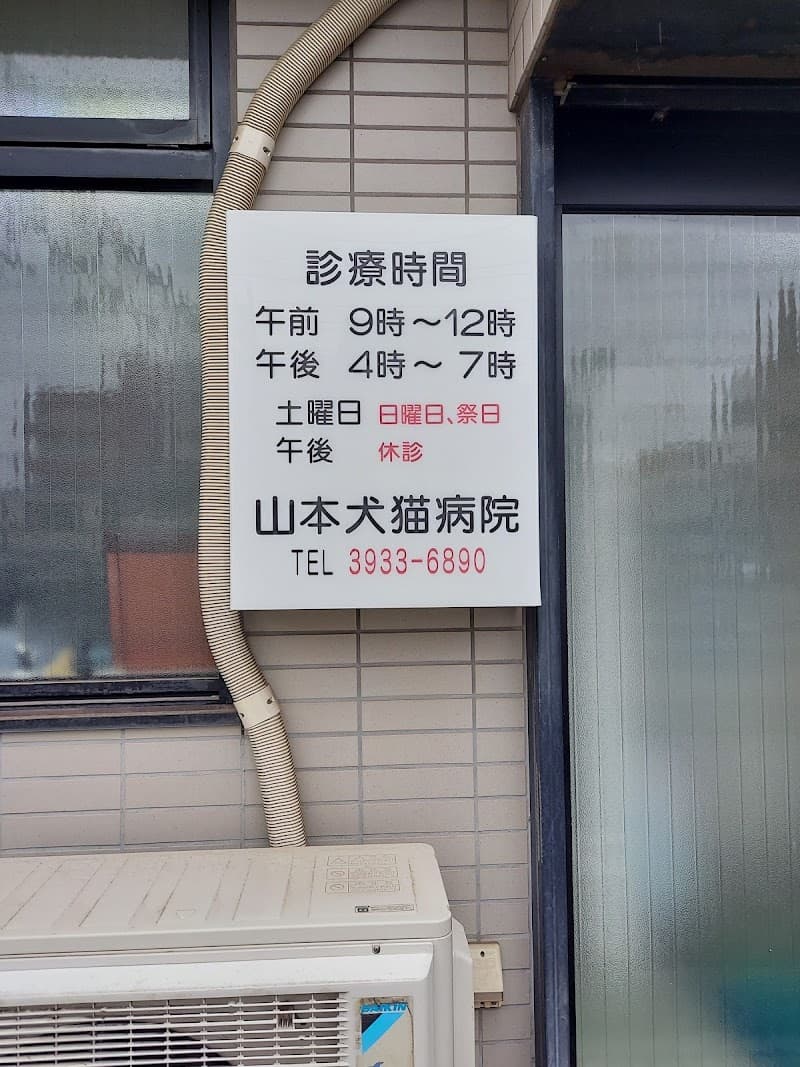 診療時間
午前 9時〜12時
午後 4時〜 7時
土曜日 日曜日、祭日
午後 休診
山本犬猫病院
TEL 3933-6890
DAIKIN